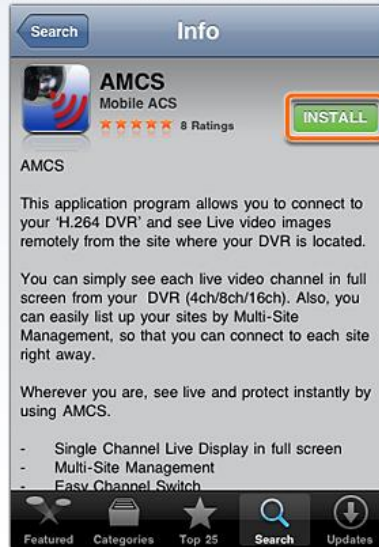 Search
Info
AMCS
Mobile ACS
8 Ratings
INSTALL
AMCS
This application program allows you to connect to
your 'H.264 DVR' and see Live video images
remotely from the site where your DVR is located.
You can simply see each live video channel in full
screen from your DVR (4ch/8ch/16ch). Also, you
can easily list up your sites by Multi-Site
Management, so that you can connect to each site
right away.
Wherever you are, see live and protect instantly by
using AMCS.
- Single Channel Live Display in full screen
- Multi-Site Management
- Easy Channel Switch
Featured Categories Top 25 Search Updates